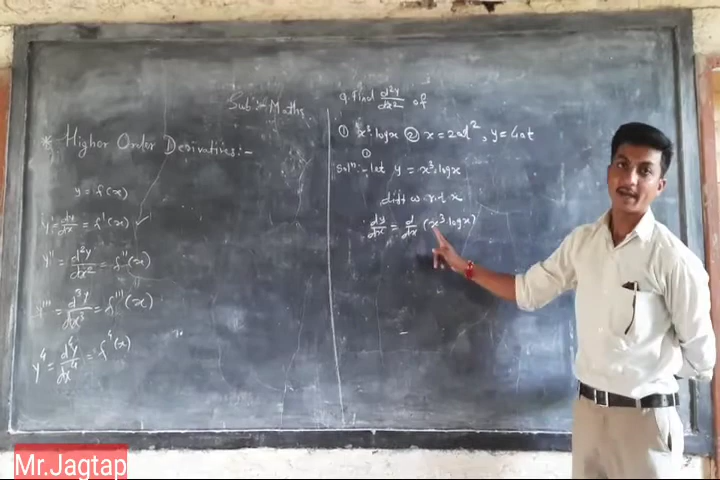 Sub:- Maths
* Higher Order Derivatives:-
y = f(x)
y' = dy/dx = f'(x) ✓
y'' = d²y/dx² = f''(x)
y''' = d³y/dx³ = f'''(x)
y⁴ = d⁴y/dx⁴ = f⁴(x)
Q. Find d²y/dx² of
① x³.logx ② x = 2at², y = 4at
①
Solⁿ:- let y = x³.logx
diff w.r.t x
dy/dx = d/dx (x³.logx)
Mr.Jagtap